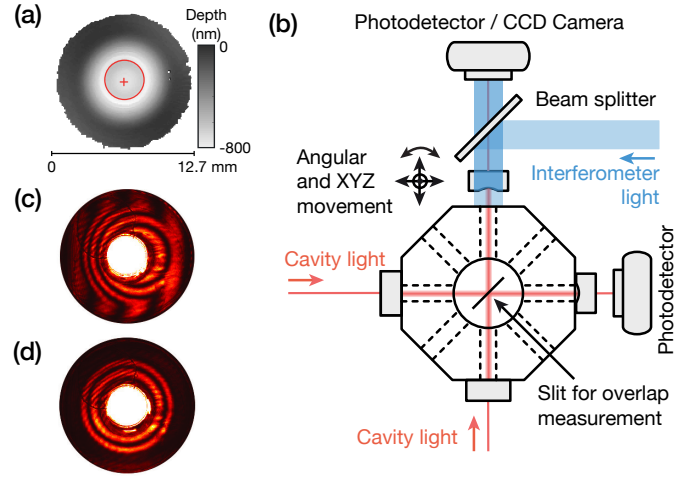 (a)
Depth
(nm)
0
-800
0
12.7 mm
(b)
Photodetector / CCD Camera
Beam splitter
Interferometer
light
Angular
and XYZ
movement
(c)
Cavity light
Photodetector
(d)
Slit for overlap
measurement
Cavity light